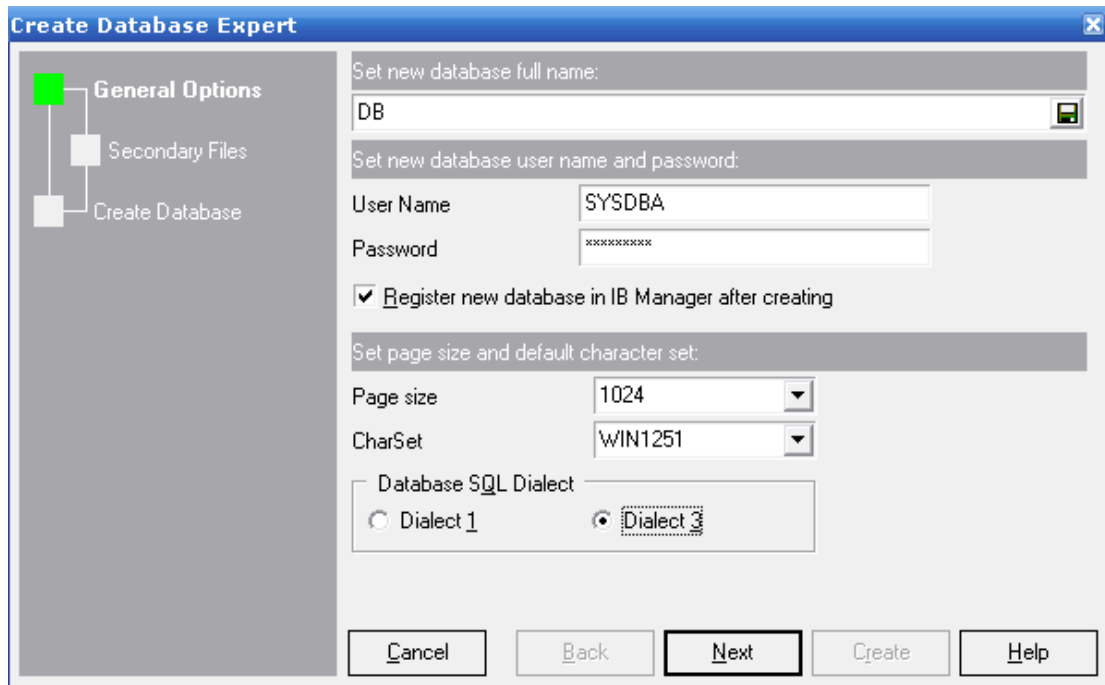 Create Database Expert
General Options
Secondary Files
Create Database
Set new database full name:
DB
Set new database user name and password:
User Name SYSDBA
Password *********
Register new database in IB Manager after creating
Set page size and default character set:
Page size 1024
CharSet WIN1251
Database SQL Dialect
Dialect 1 Dialect 3
Cancel Back Next Create Help